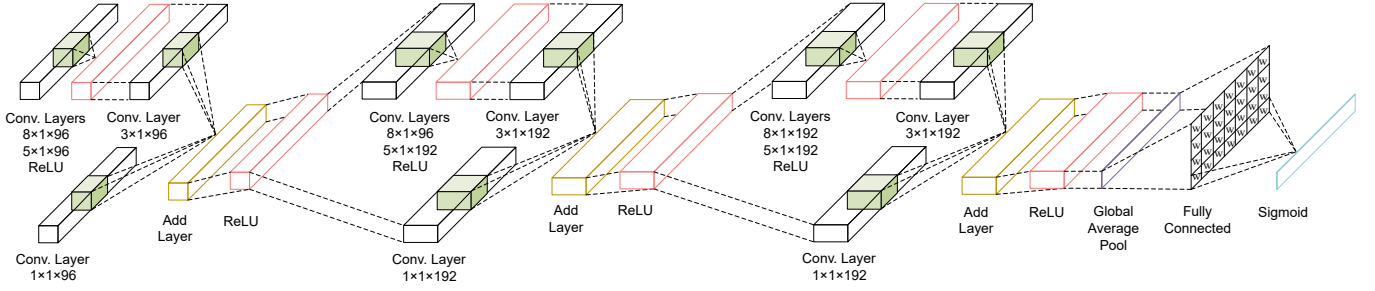 Conv. Layers
8×1×96
5×1×96
ReLU
Conv. Layer
3×1×96
Conv. Layer
1×1×96
Add
Layer
ReLU
Conv. Layers
8×1×96
5×1×192
ReLU
Conv. Layer
3×1×192
Conv. Layer
1×1×192
Add
Layer
ReLU
Conv. Layers
8×1×192
5×1×192
ReLU
Conv. Layer
3×1×192
Conv. Layer
1×1×192
Add
Layer
ReLU
Global
Average
Pool
Fully
Connected
Sigmoid